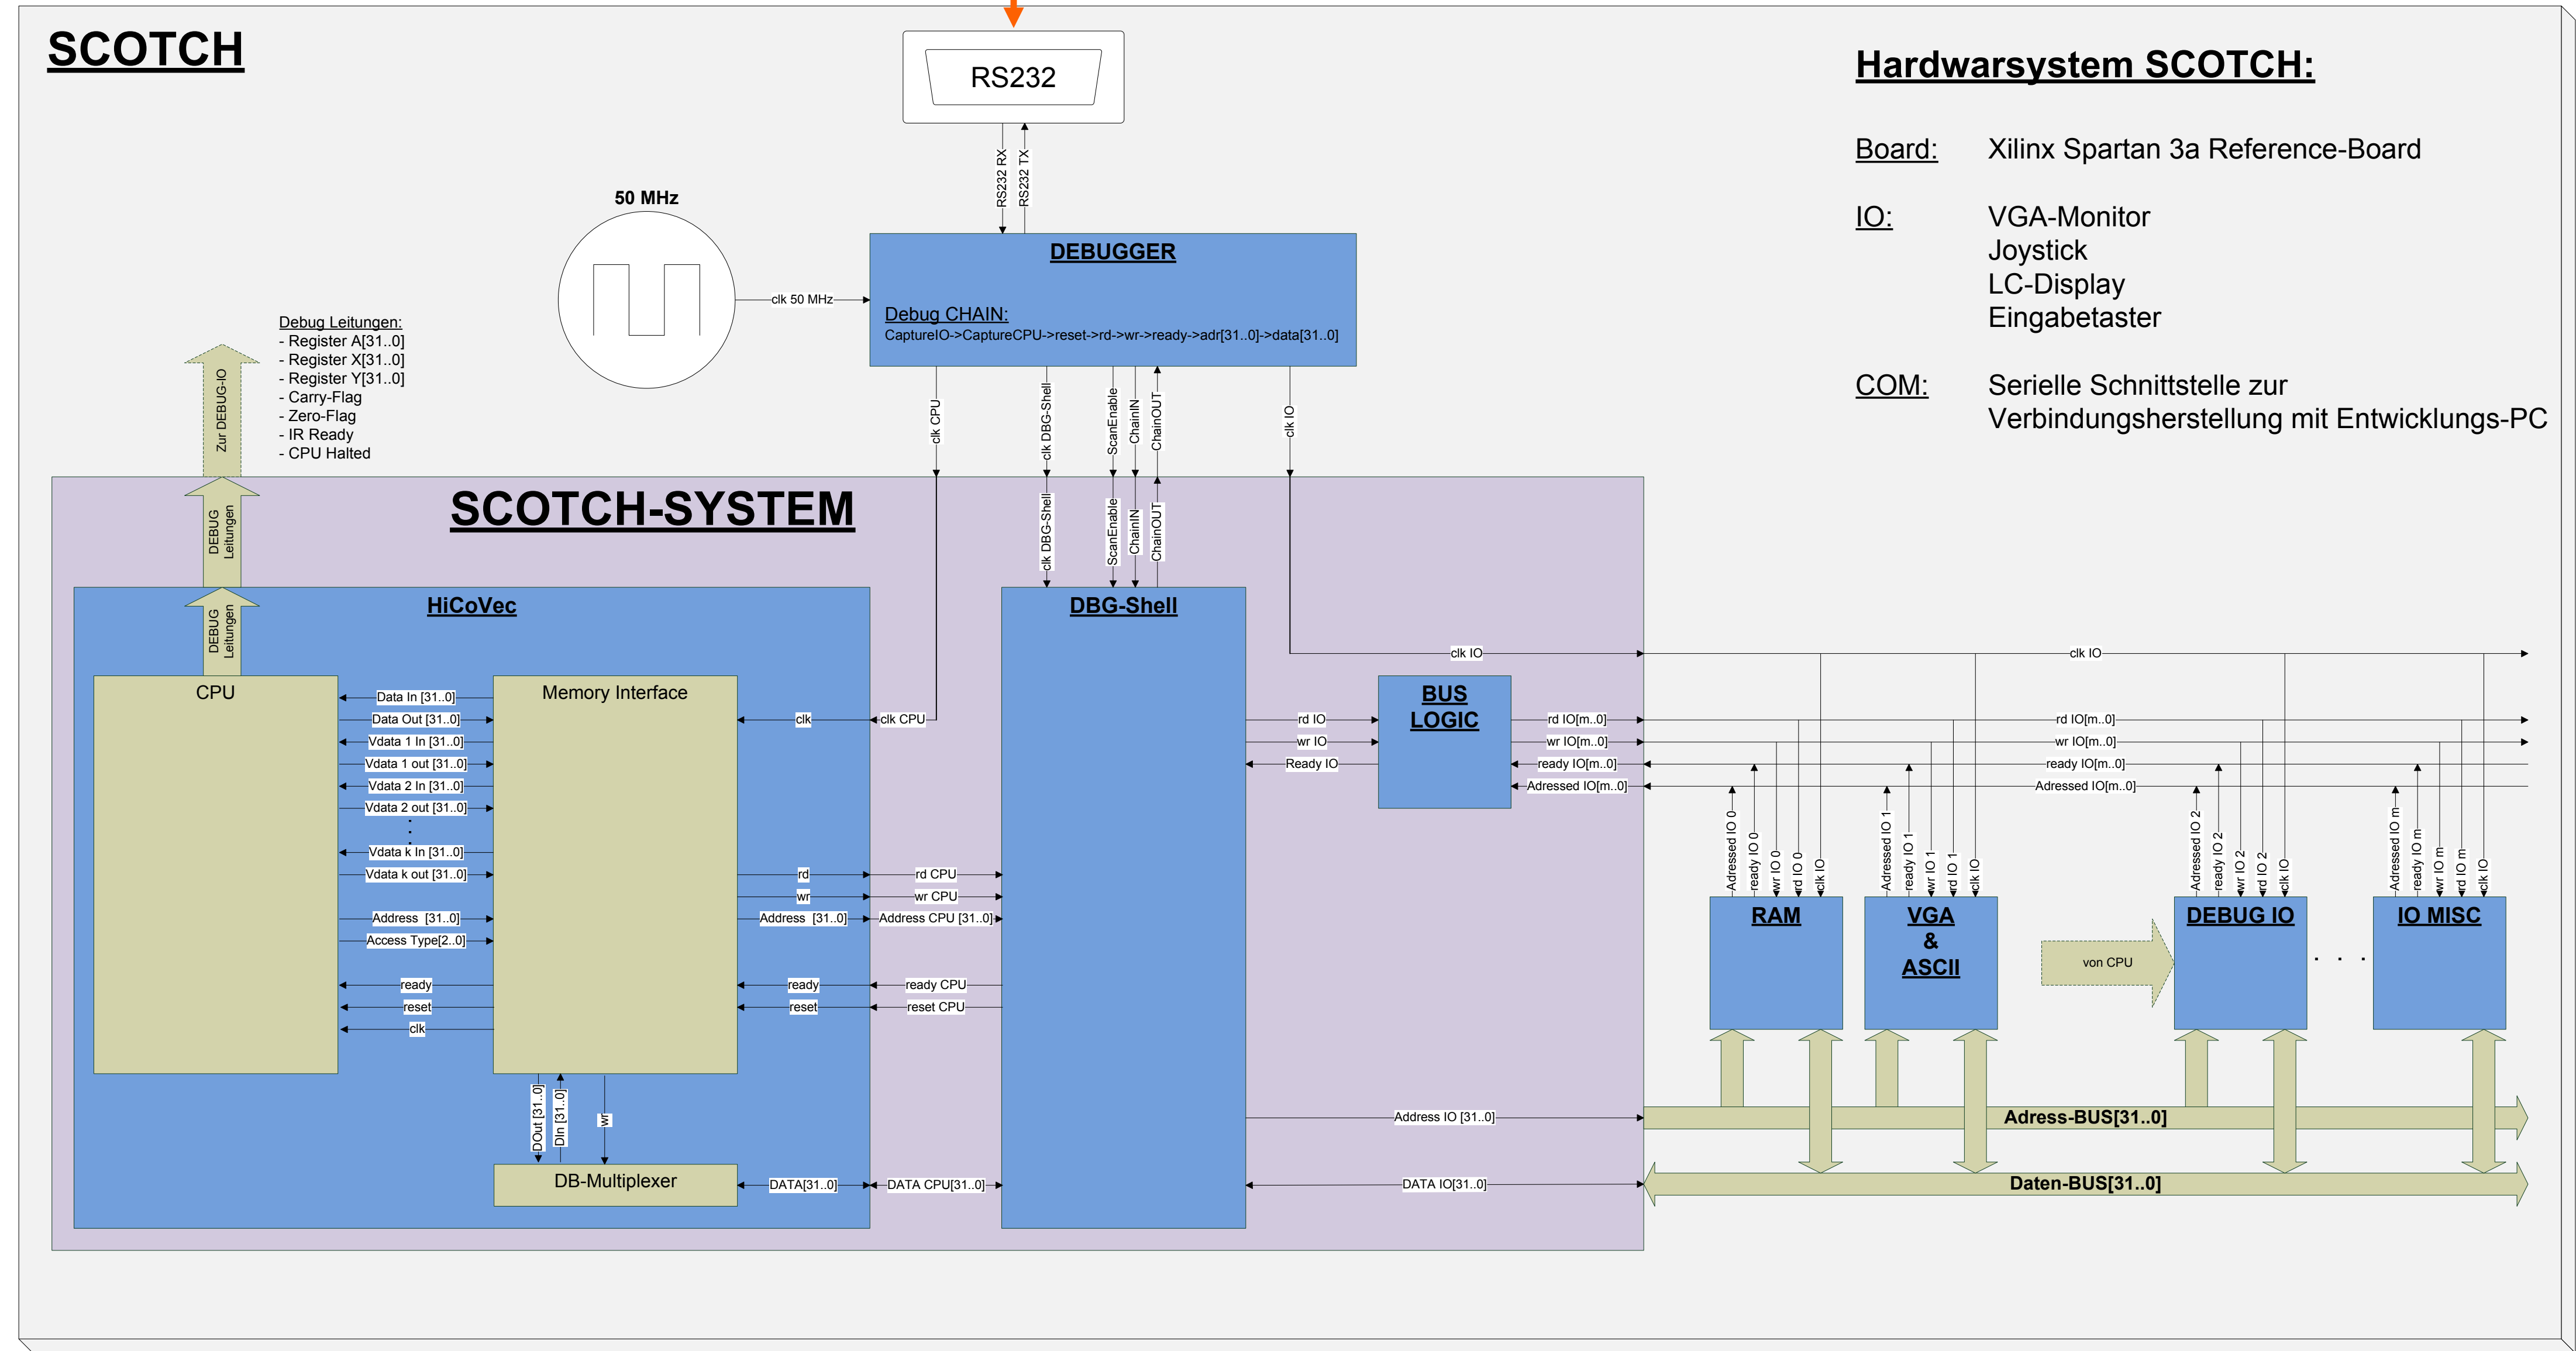 SCOTCH
RS232
Hardwarsystem SCOTCH:
Board: Xilinx Spartan 3a Reference-Board
IO: VGA-Monitor
Joystick
LC-Display
Eingabetaster
COM: Serielle Schnittstelle zur
Verbindungsherstellung mit Entwicklungs-PC
RS232 RX
RS232 TX
50 MHz
clk 50 MHz
DEBUGGER
Debug CHAIN:
CaptureIO->CaptureCPU->reset->rd->wr->ready->adr[31..0]->data[31..0]
Debug Leitungen:
- Register A[31..0]
- Register X[31..0]
- Register Y[31..0]
- Carry-Flag
- Zero-Flag
- IR Ready
- CPU Halted
Zur DEBUG-IO
clk CPU
clk DBG-Shell
ScanEnable
ChainIN
ChainOUT
clk IO
SCOTCH-SYSTEM
DEBUG
Leitungen
clk DBG-Shell
ScanEnable
ChainIN
ChainOUT
HiCoVec
DEBUG
Leitungen
CPU
Data In [31..0]
Data Out [31..0]
Vdata 1 In [31..0]
Vdata 1 out [31..0]
Vdata 2 In [31..0]
Vdata 2 out [31..0]
Vdata k In [31..0]
Vdata k out [31..0]
Address [31..0]
Access Type[2..0]
ready
reset
clk
Memory Interface
clk
clk CPU
rd
rd CPU
wr
wr CPU
Address [31..0]
Address CPU [31..0]
ready
ready CPU
reset
reset CPU
DOut [31..0]
DIn [31..0]
wr
DB-Multiplexer
DATA[31..0]
DATA CPU[31..0]
DBG-Shell
rd IO
wr IO
Ready IO
BUS
LOGIC
clk IO
clk IO
rd IO[m..0]
rd IO[m..0]
wr IO[m..0]
wr IO[m..0]
ready IO[m..0]
ready IO[m..0]
Adressed IO[m..0]
Adressed IO[m..0]
Adressed IO 0
ready IO 0
wr IO 0
rd IO 0
clk IO
Adressed IO 1
ready IO 1
wr IO 1
rd IO 1
clk IO
Adressed IO 2
ready IO 2
wr IO 2
rd IO 2
clk IO
Adressed IO m
ready IO m
wr IO m
rd IO m
clk IO
RAM
VGA
&
ASCII
von CPU
DEBUG IO
. . .
IO MISC
Address IO [31..0]
Adress-BUS[31..0]
DATA IO[31..0]
Daten-BUS[31..0]